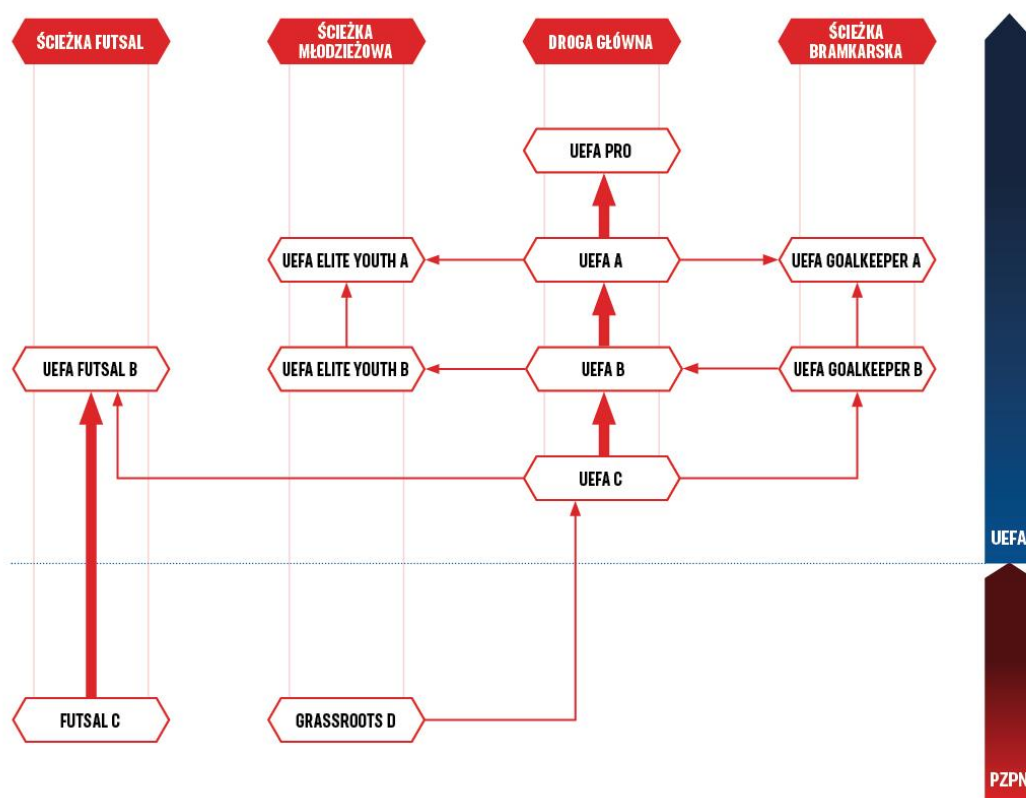 ŚCIEŻKA FUTSAL
ŚCIEŻKA
MŁODZIEŻOWA
DROGA GŁÓWNA
ŚCIEŻKA
BRAMKARSKA
UEFA PRO
UEFA ELITE YOUTH A
UEFA A
UEFA GOALKEEPER A
UEFA FUTSAL B
UEFA ELITE YOUTH B
UEFA B
UEFA GOALKEEPER B
UEFA C
UEFA
FUTSAL C
GRASSROOTS D
PZPN